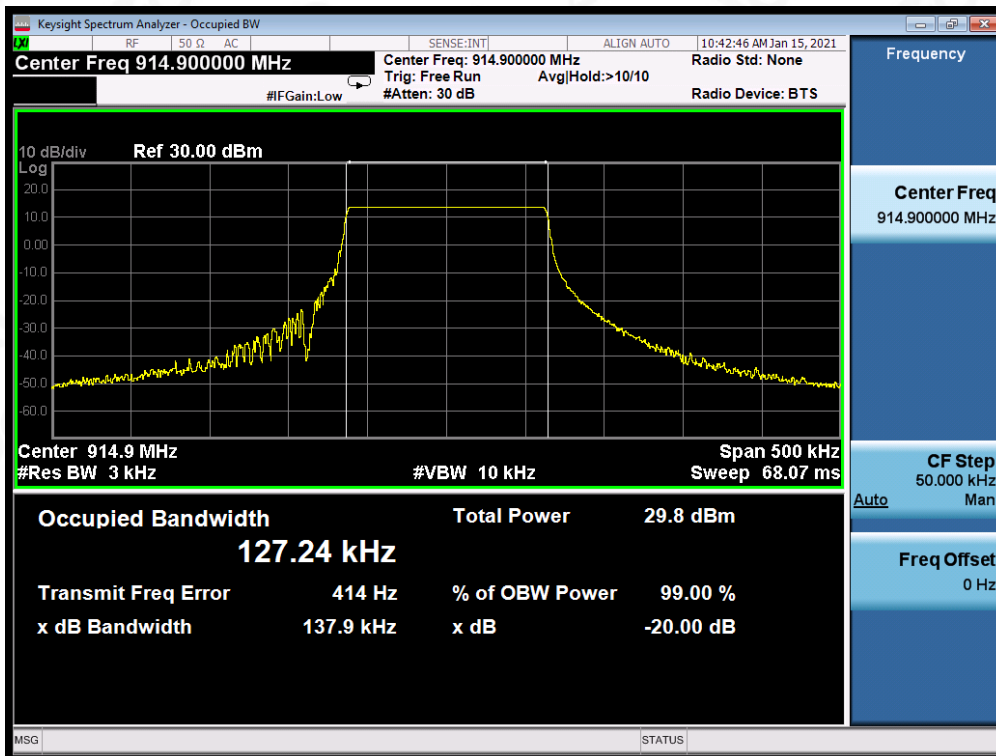 Keysight Spectrum Analyzer - Occupied BW
LXI RF 50 Ω AC SENSE:INT ALIGN AUTO 10:42:46 AM Jan 15, 2021
Center Freq 914.900000 MHz
#IFGain:Low
Center Freq: 914.900000 MHz
Trig: Free Run Avg|Hold:>10/10
#Atten: 30 dB
Radio Std: None
Radio Device: BTS
10 dB/div Ref 30.00 dBm
Log
20.0
10.0
0.00
-10.0
-20.0
-30.0
-40.0
-50.0
-60.0
Center 914.9 MHz Span 500 kHz
#Res BW 3 kHz #VBW 10 kHz Sweep 68.07 ms
Occupied Bandwidth Total Power 29.8 dBm
127.24 kHz
Transmit Freq Error 414 Hz % of OBW Power 99.00 %
x dB Bandwidth 137.9 kHz x dB -20.00 dB
MSG STATUS
Frequency
Center Freq
914.900000 MHz
CF Step
50.000 kHz
Auto Man
Freq Offset
0 Hz